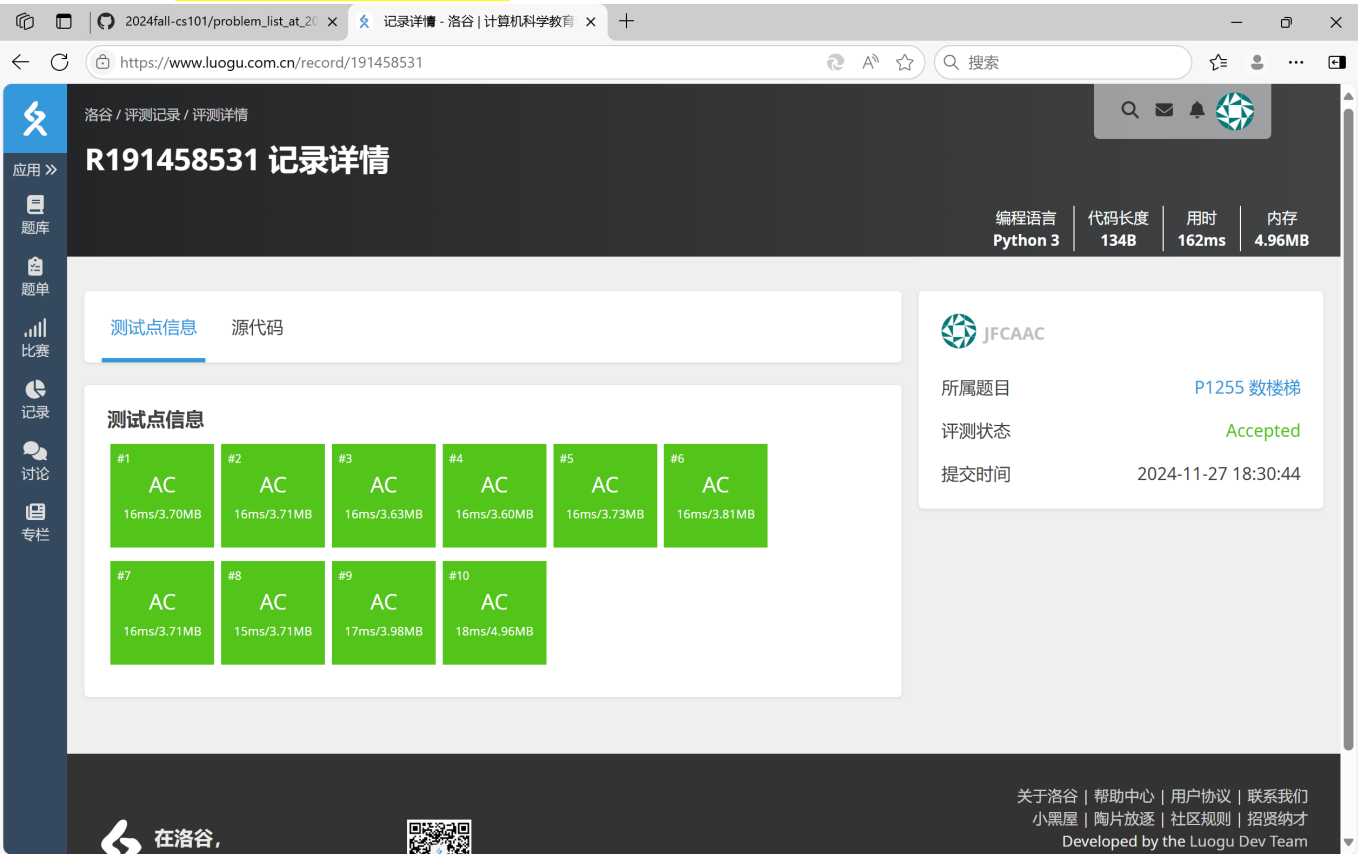 2024fall-cs101/problem_list_at_20
记录详情 - 洛谷 | 计算机科学教育
https://www.luogu.com.cn/record/191458531
搜索
洛谷 / 评测记录 / 评测详情
R191458531 记录详情
应用
题库
题单
比赛
记录
讨论
专栏
编程语言 代码长度 用时 内存
Python 3 134B 162ms 4.96MB
测试点信息 源代码
测试点信息
#1 #2 #3 #4 #5 #6
AC AC AC AC AC AC
16ms/3.70MB 16ms/3.71MB 16ms/3.63MB 16ms/3.60MB 16ms/3.73MB 16ms/3.81MB
#7 #8 #9 #10
AC AC AC AC
16ms/3.71MB 15ms/3.71MB 17ms/3.98MB 18ms/4.96MB
JFCAAC
所属题目 P1255 数楼梯
评测状态 Accepted
提交时间 2024-11-27 18:30:44
在洛谷，
关于洛谷 | 帮助中心 | 用户协议 | 联系我们
小黑屋 | 陶片放逐 | 社区规则 | 招贤纳才
Developed by the Luogu Dev Team